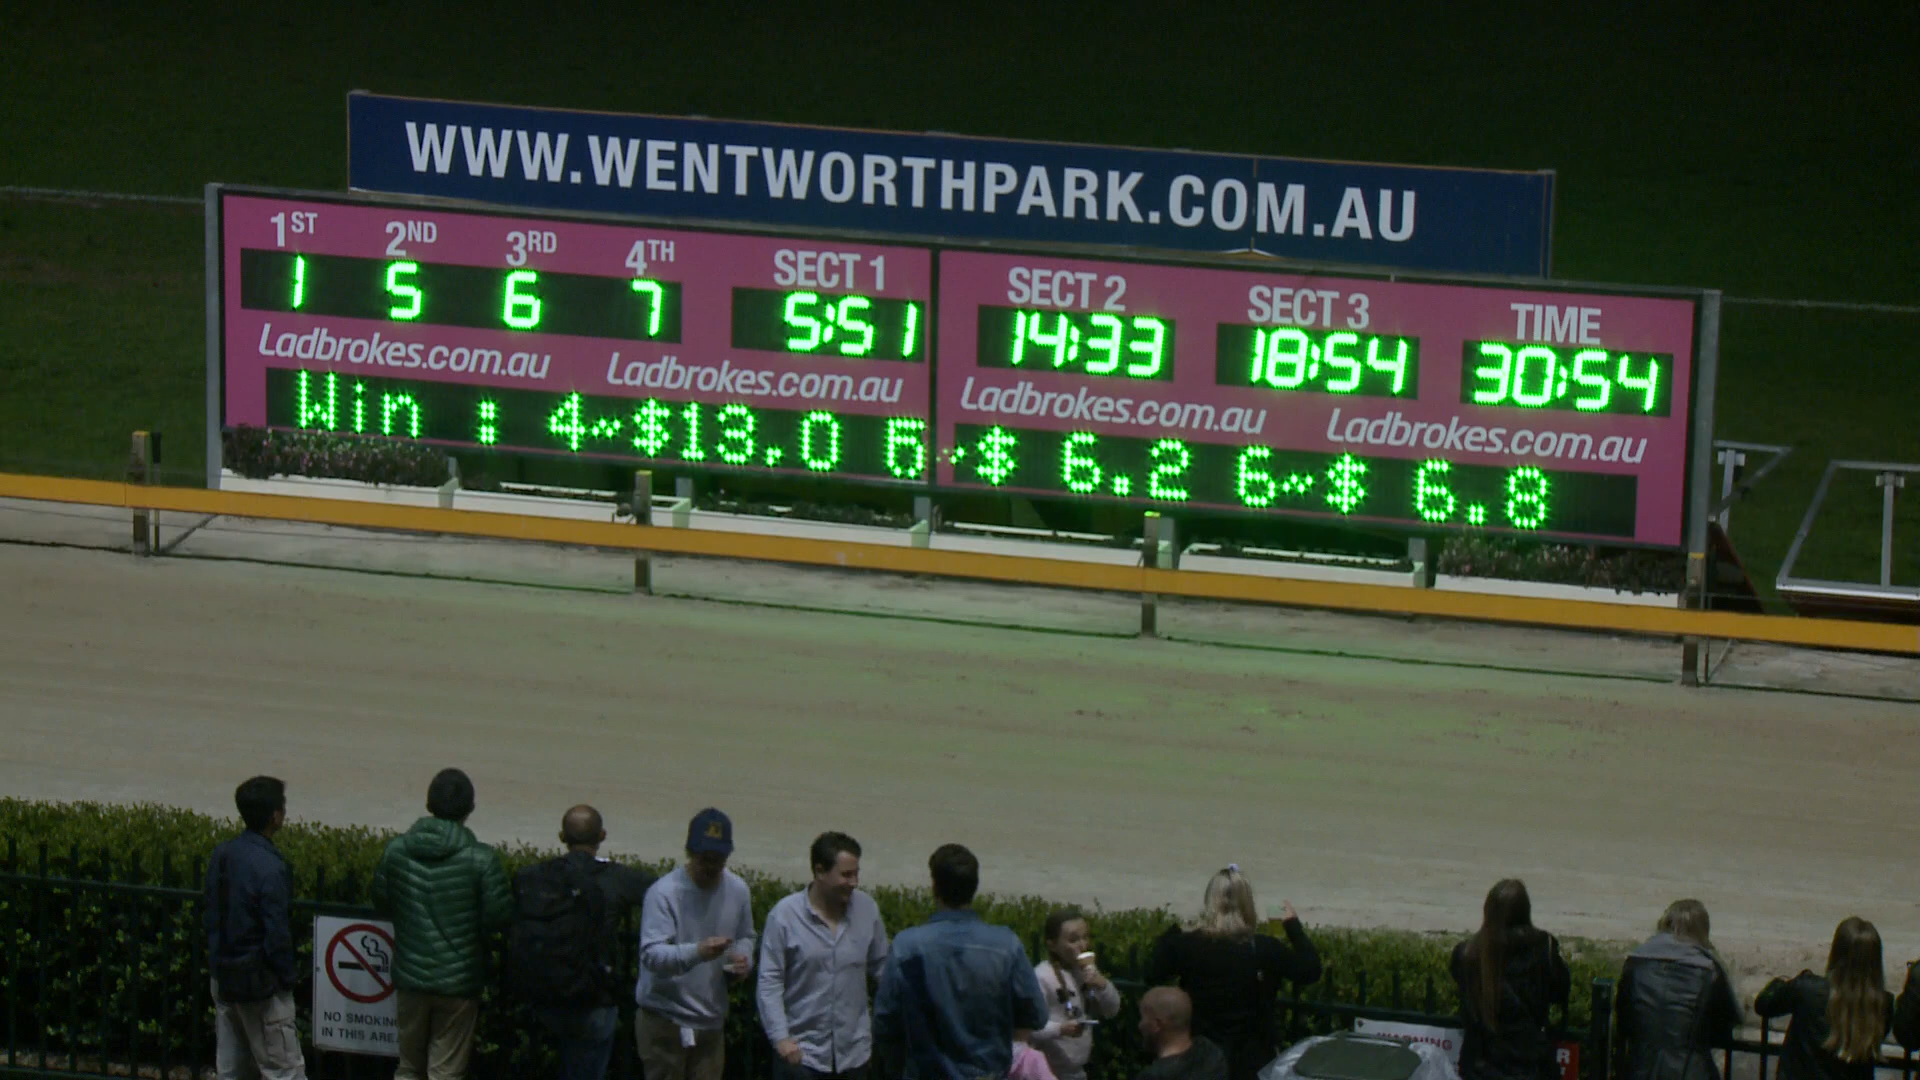 WWW.WENTWORTHPARK.COM.AU
1ST 2ND 3RD 4TH SECT 1 SECT 2 SECT 3 TIME
1 5 6 7 5:51 14:33 18:54 30:54
Ladbrokes.com.au Ladbrokes.com.au Ladbrokes.com.au Ladbrokes.com.au
Win : 4~$13.0 6~$ 6.2 6~$ 6.8
NO SMOKING
IN THIS AREA
WARNING